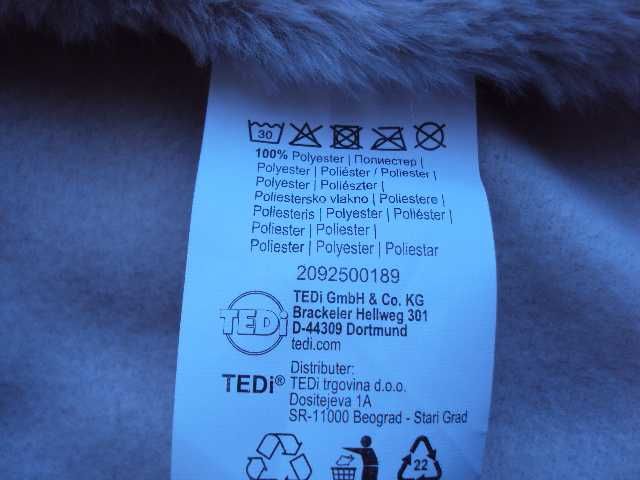 30
100% Polyester | Полиестер |
Polyester | Poliéster / Poliester |
Polyester | Poliészter |
Poliestersko vlakno | Poliestere |
Poliesteris | Polyester | Poliéster |
Poliester | Poliester |
Poliester | Polyester | Poliestar
2092500189
TEDi
TEDi GmbH & Co. KG
Brackeler Hellweg 301
D-44309 Dortmund
tedi.com
Distributer:
TEDi® TEDi trgovina d.o.o.
Dositejeva 1A
SR-11000 Beograd - Stari Grad
22